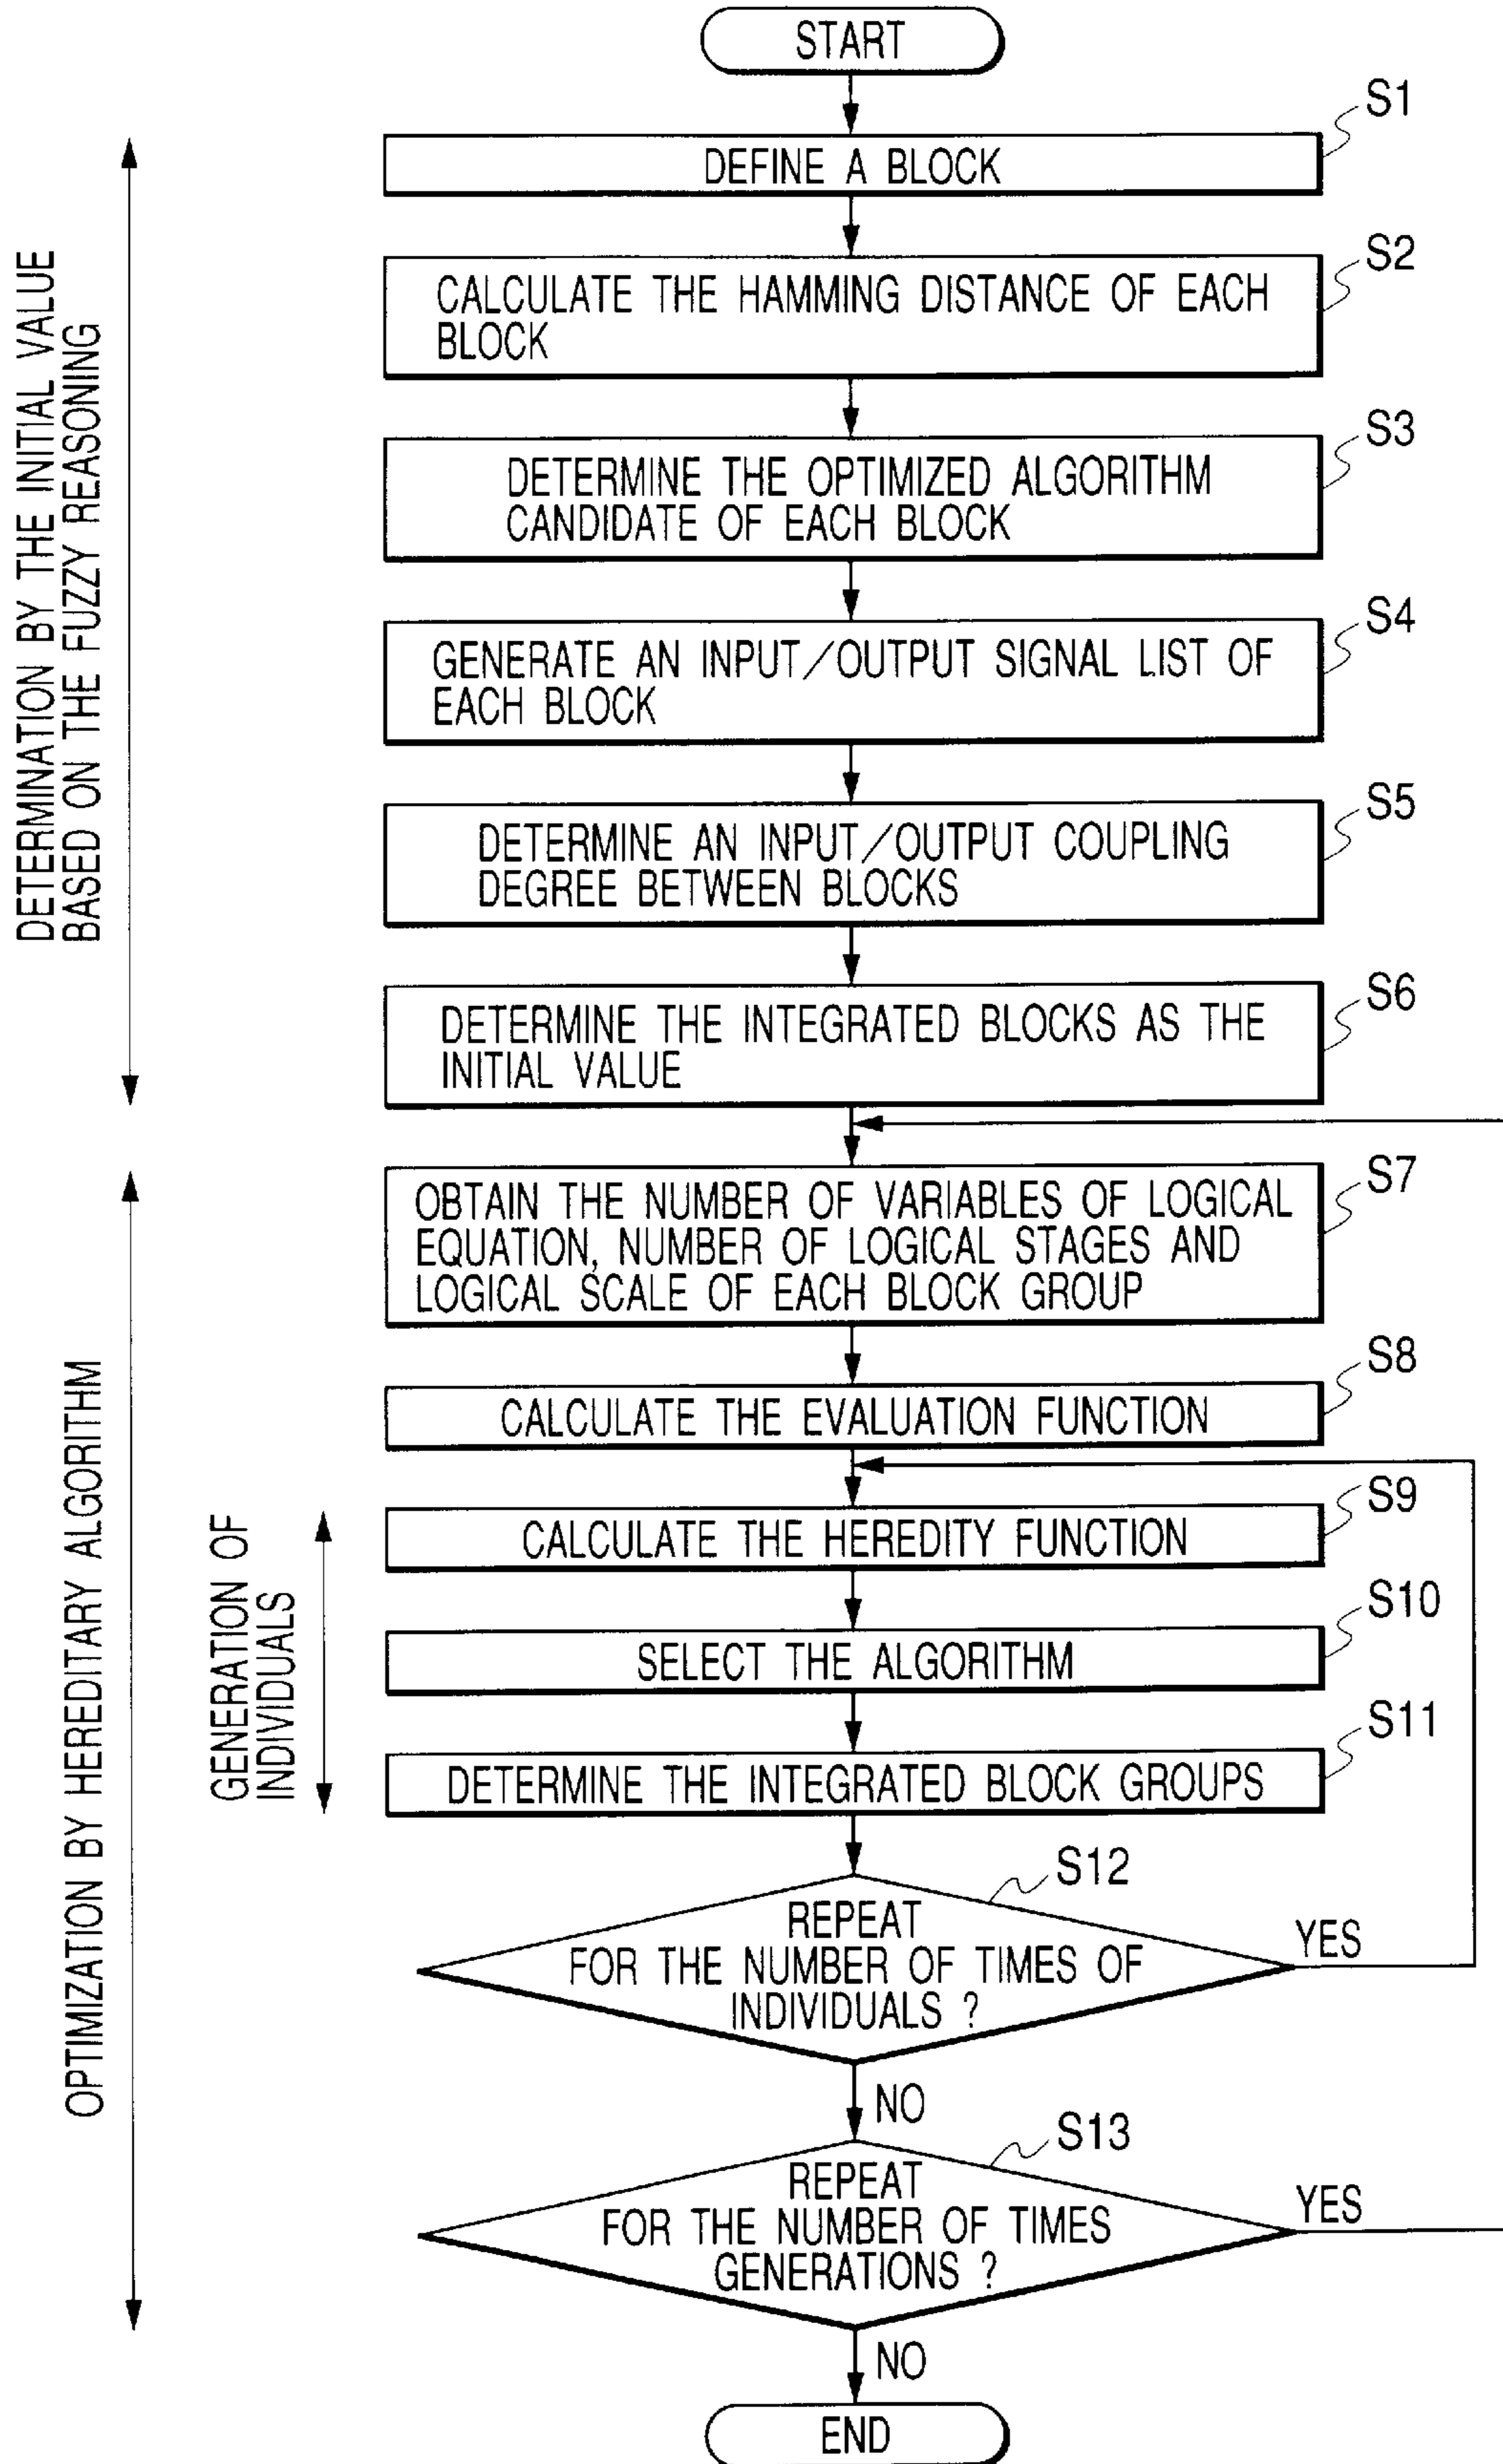 START
S1
DEFINE A BLOCK
S2
CALCULATE THE HAMMING DISTANCE OF EACH
BLOCK
S3
DETERMINE THE OPTIMIZED ALGORITHM
CANDIDATE OF EACH BLOCK
S4
GENERATE AN INPUT/OUTPUT SIGNAL LIST OF
EACH BLOCK
S5
DETERMINE AN INPUT/OUTPUT COUPLING
DEGREE BETWEEN BLOCKS
S6
DETERMINE THE INTEGRATED BLOCKS AS THE
INITIAL VALUE
DETERMINATION BY THE INITIAL VALUE
BASED ON THE FUZZY REASONING
S7
OBTAIN THE NUMBER OF VARIABLES OF LOGICAL
EQUATION, NUMBER OF LOGICAL STAGES AND
LOGICAL SCALE OF EACH BLOCK GROUP
S8
CALCULATE THE EVALUATION FUNCTION
S9
CALCULATE THE HEREDITY FUNCTION
S10
SELECT THE ALGORITHM
S11
DETERMINE THE INTEGRATED BLOCK GROUPS
GENERATION OF
INDIVIDUALS
OPTIMIZATION BY HEREDITARY ALGORITHM
S12
REPEAT
FOR THE NUMBER OF TIMES OF
INDIVIDUALS ?
YES
NO
S13
REPEAT
FOR THE NUMBER OF TIMES
GENERATIONS ?
YES
NO
END